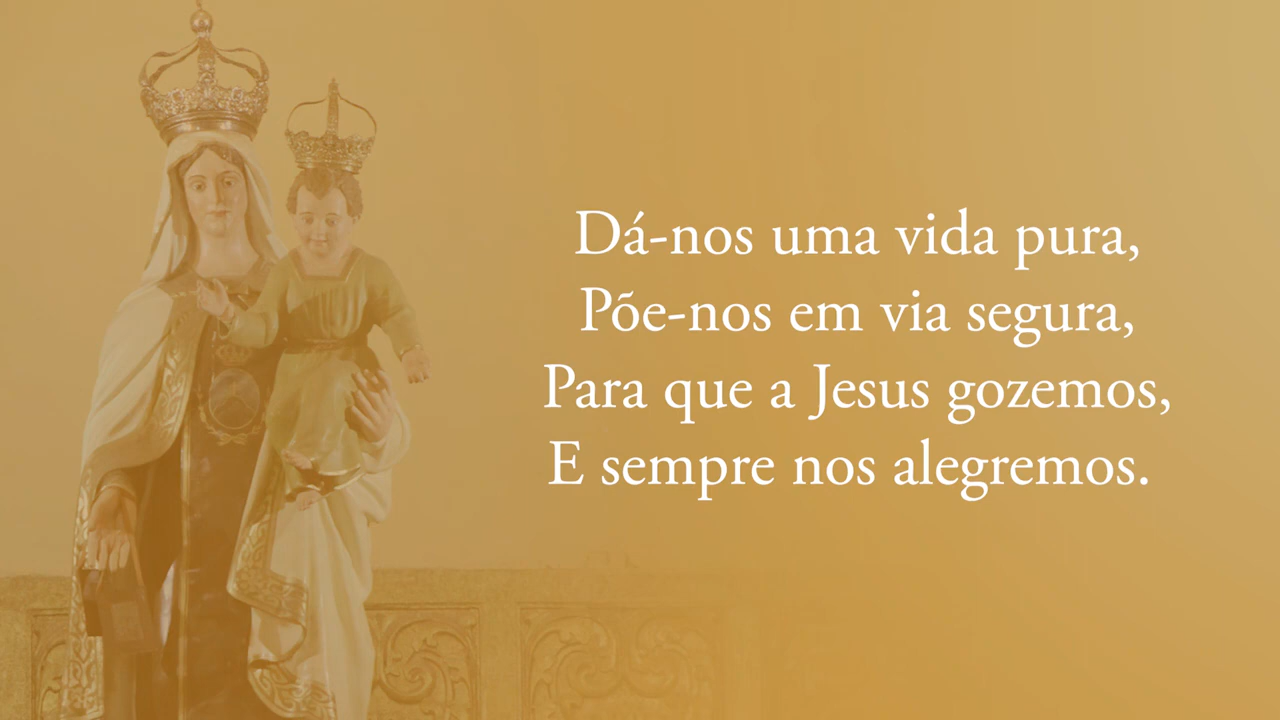 Dá-nos uma vida pura,
Põe-nos em via segura,
Para que a Jesus gozemos,
E sempre nos alegremos.